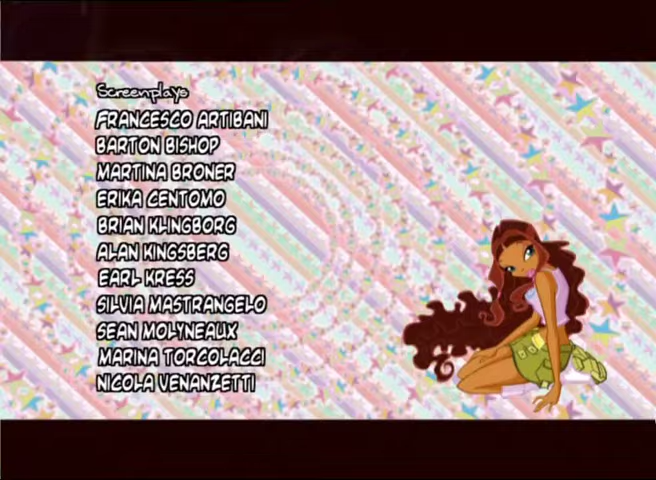 Screenplays
FRANCESCO ARTIBANI
BARTON BISHOP
MARTINA BRONER
ERIKA CENTOMO
BRIAN KLINGBORG
ALAN KINGSBERG
EARL KRESS
SILVIA MASTRANGELO
SEAN MOLYNEAUX
MARINA TORCOLACCI
NICOLA VENANZETTI